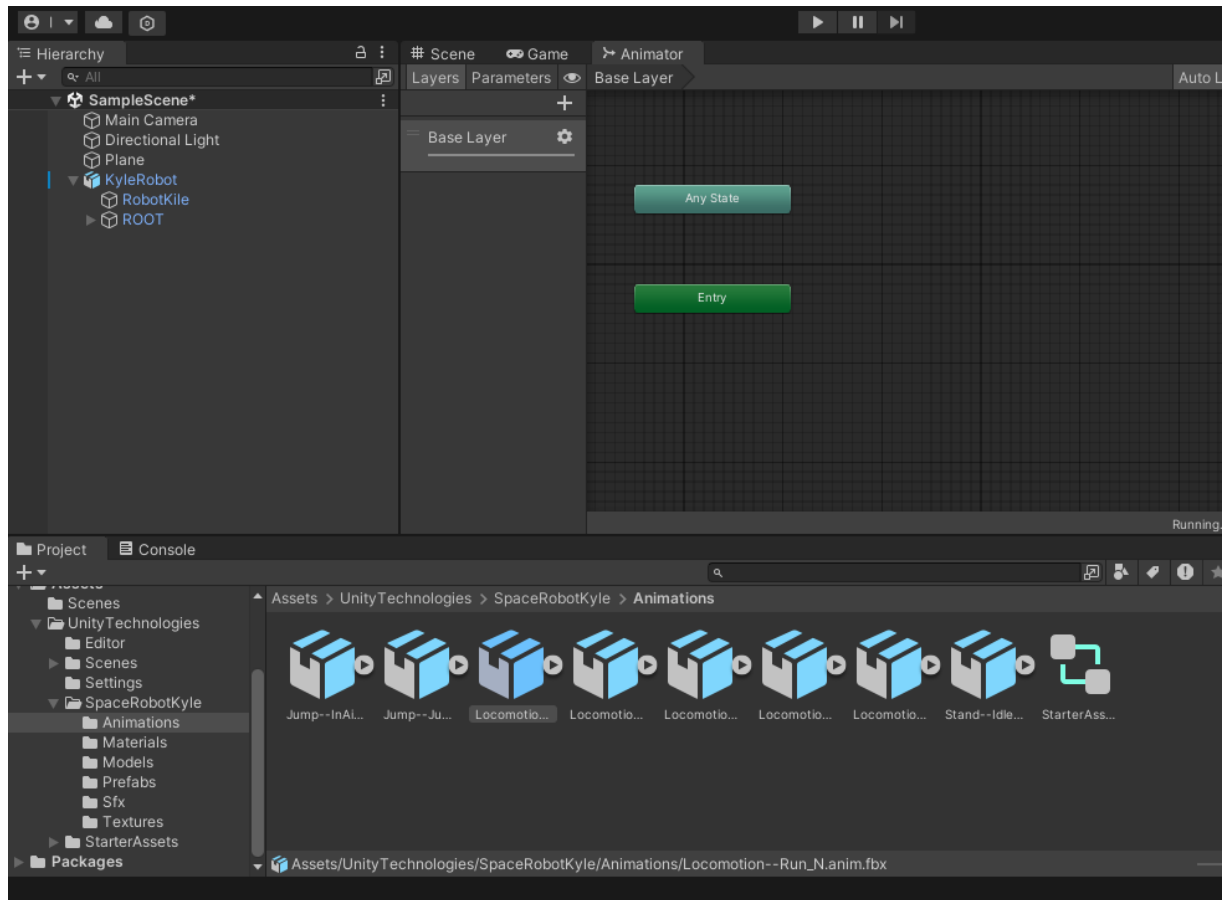 Hierarchy
All
SampleScene*
Main Camera
Directional Light
Plane
KyleRobot
RobotKile
ROOT
Scene Game Animator
Layers Parameters Base Layer Auto L
Base Layer
Any State
Entry
Running.
Project Console
Assets
Scenes
UnityTechnologies
Editor
Scenes
Settings
SpaceRobotKyle
Animations
Materials
Models
Prefabs
Sfx
Textures
StarterAssets
Packages
Assets > UnityTechnologies > SpaceRobotKyle > Animations
Jump--InAi... Jump--Ju... Locomotio... Locomotio... Locomotio... Locomotio... Locomotio... Stand--Idle... StarterAss...
Assets/UnityTechnologies/SpaceRobotKyle/Animations/Locomotion--Run_N.anim.fbx